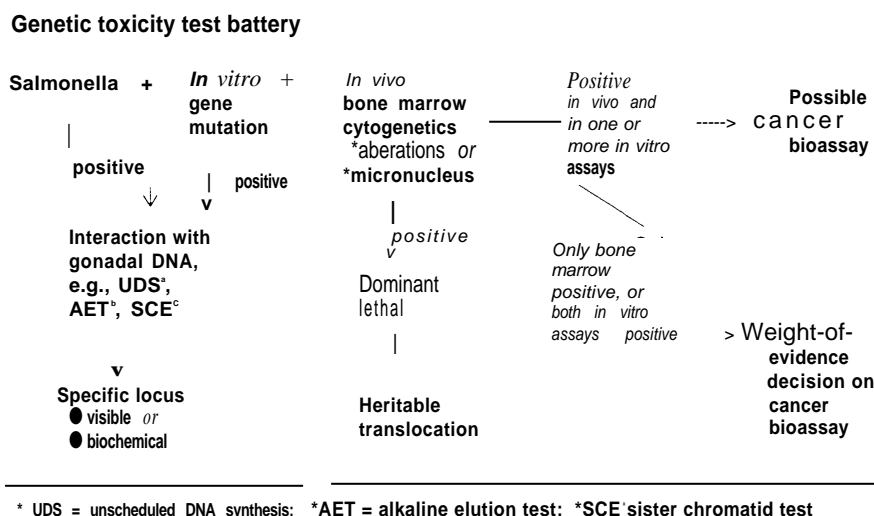 Genetic toxicity test battery
Salmonella + In vitro +
gene
mutation
positive
positive
v
Interaction with
gonadal DNA,
e.g., UDSª,
AETᵇ, SCEᶜ
v
Specific locus
● visible or
● biochemical
In vivo
bone marrow
cytogenetics
*aberations or
*micronucleus
positive
v
Dominant
lethal
Heritable
translocation
Positive
in vivo and
in one or
more in vitro
assays
-----> Possible
cancer
bioassay
Only bone
marrow
positive, or
both in vitro
assays positive
> Weight-of-
evidence
decision on
cancer
bioassay
* UDS = unscheduled DNA synthesis; *AET = alkaline elution test; *SCE sister chromatid test